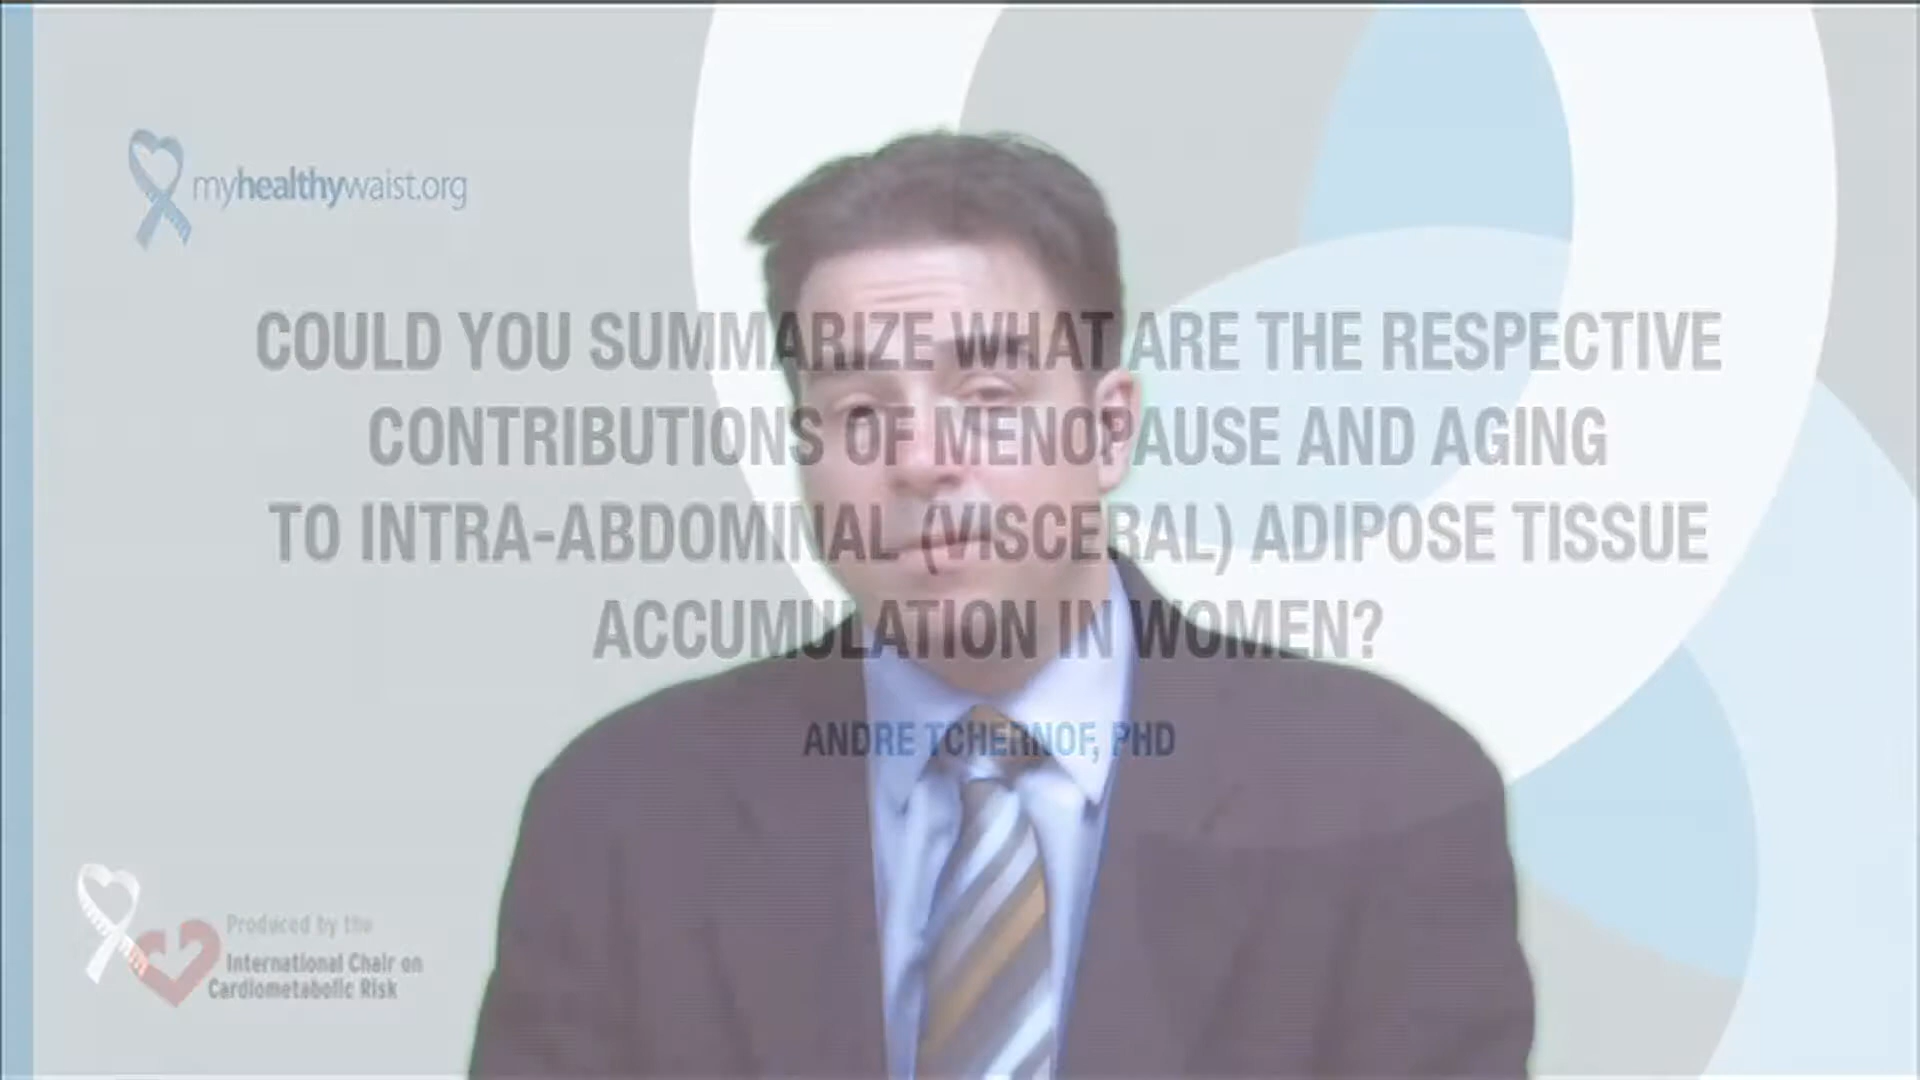 myhealthywaist.org
COULD YOU SUMMARIZE WHAT ARE THE RESPECTIVE
CONTRIBUTIONS OF MENOPAUSE AND AGING
TO INTRA-ABDOMINAL (VISCERAL) ADIPOSE TISSUE
ACCUMULATION IN WOMEN?
ANDRE TCHERNOF, PHD
Produced by the
International Chair on
Cardiometabolic Risk